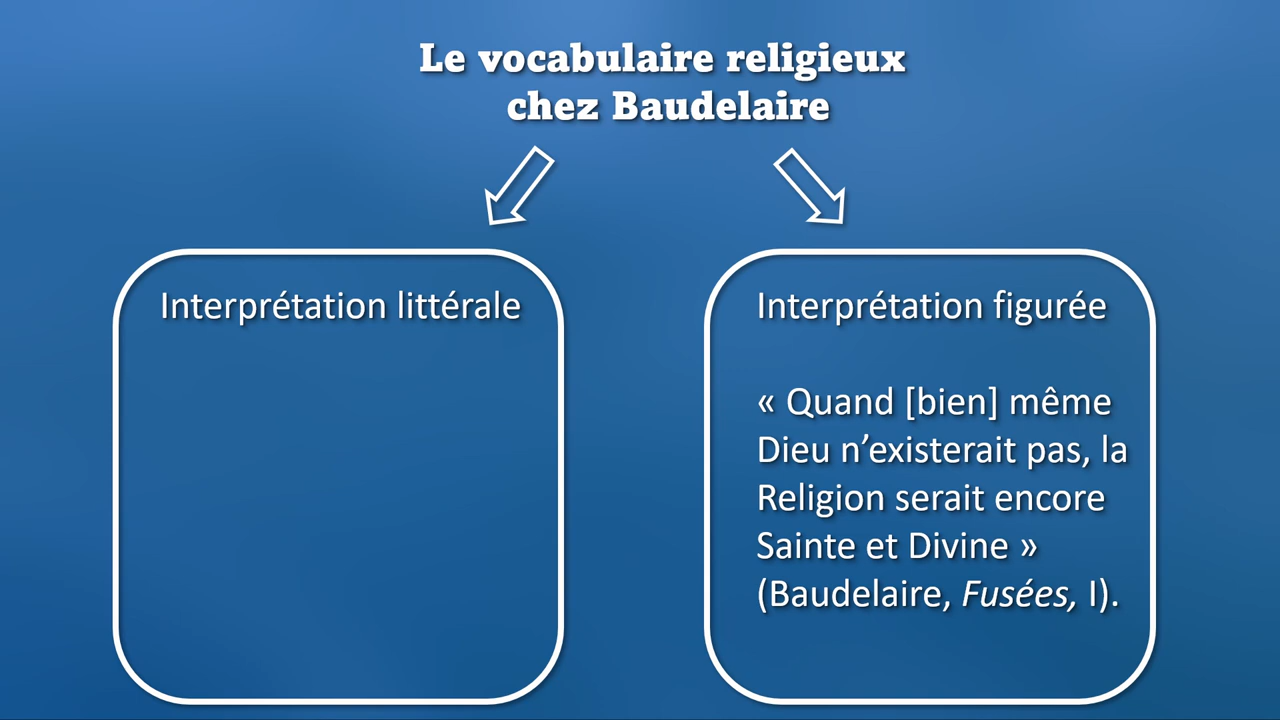 Le vocabulaire religieux
chez Baudelaire
Interprétation littérale
Interprétation figurée
« Quand [bien] même
Dieu n’existerait pas, la
Religion serait encore
Sainte et Divine »
(Baudelaire, Fusées, I).